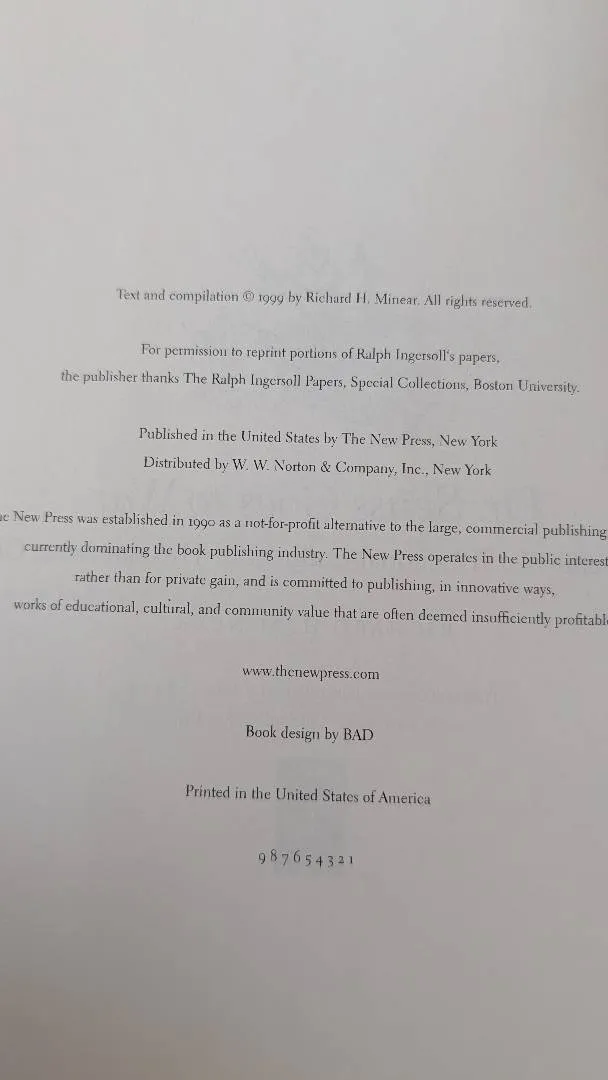 Text and compilation © 1999 by Richard H. Minear. All rights reserved.
For permission to reprint portions of Ralph Ingersoll's papers,
the publisher thanks The Ralph Ingersoll Papers, Special Collections, Boston University.
Published in the United States by The New Press, New York
Distributed by W. W. Norton & Company, Inc., New York
New Press was established in 1990 as a not-for-profit alternative to the large, commercial publishing
currently dominating the book publishing industry. The New Press operates in the public interest
rather than for private gain, and is committed to publishing, in innovative ways,
works of educational, cultural, and community value that are often deemed insufficiently
www.thenewpress.com
Book design by BAD
Printed in the United States of America
9 8 7 6 5 4 3 2 1